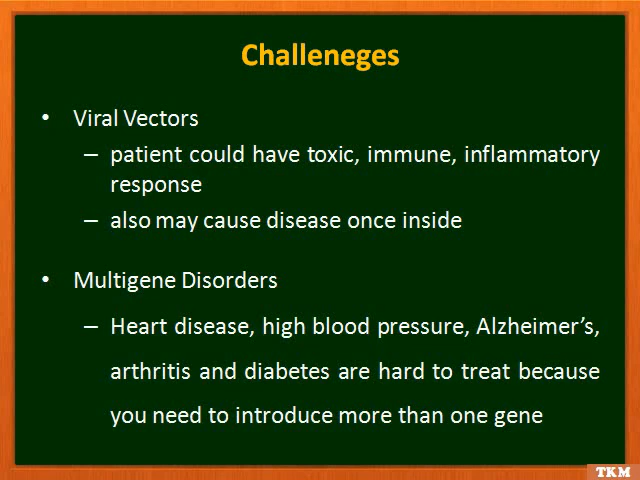 Challeneges
• Viral Vectors
– patient could have toxic, immune, inflammatory
response
– also may cause disease once inside
• Multigene Disorders
– Heart disease, high blood pressure, Alzheimer’s,
arthritis and diabetes are hard to treat because
you need to introduce more than one gene
TKM